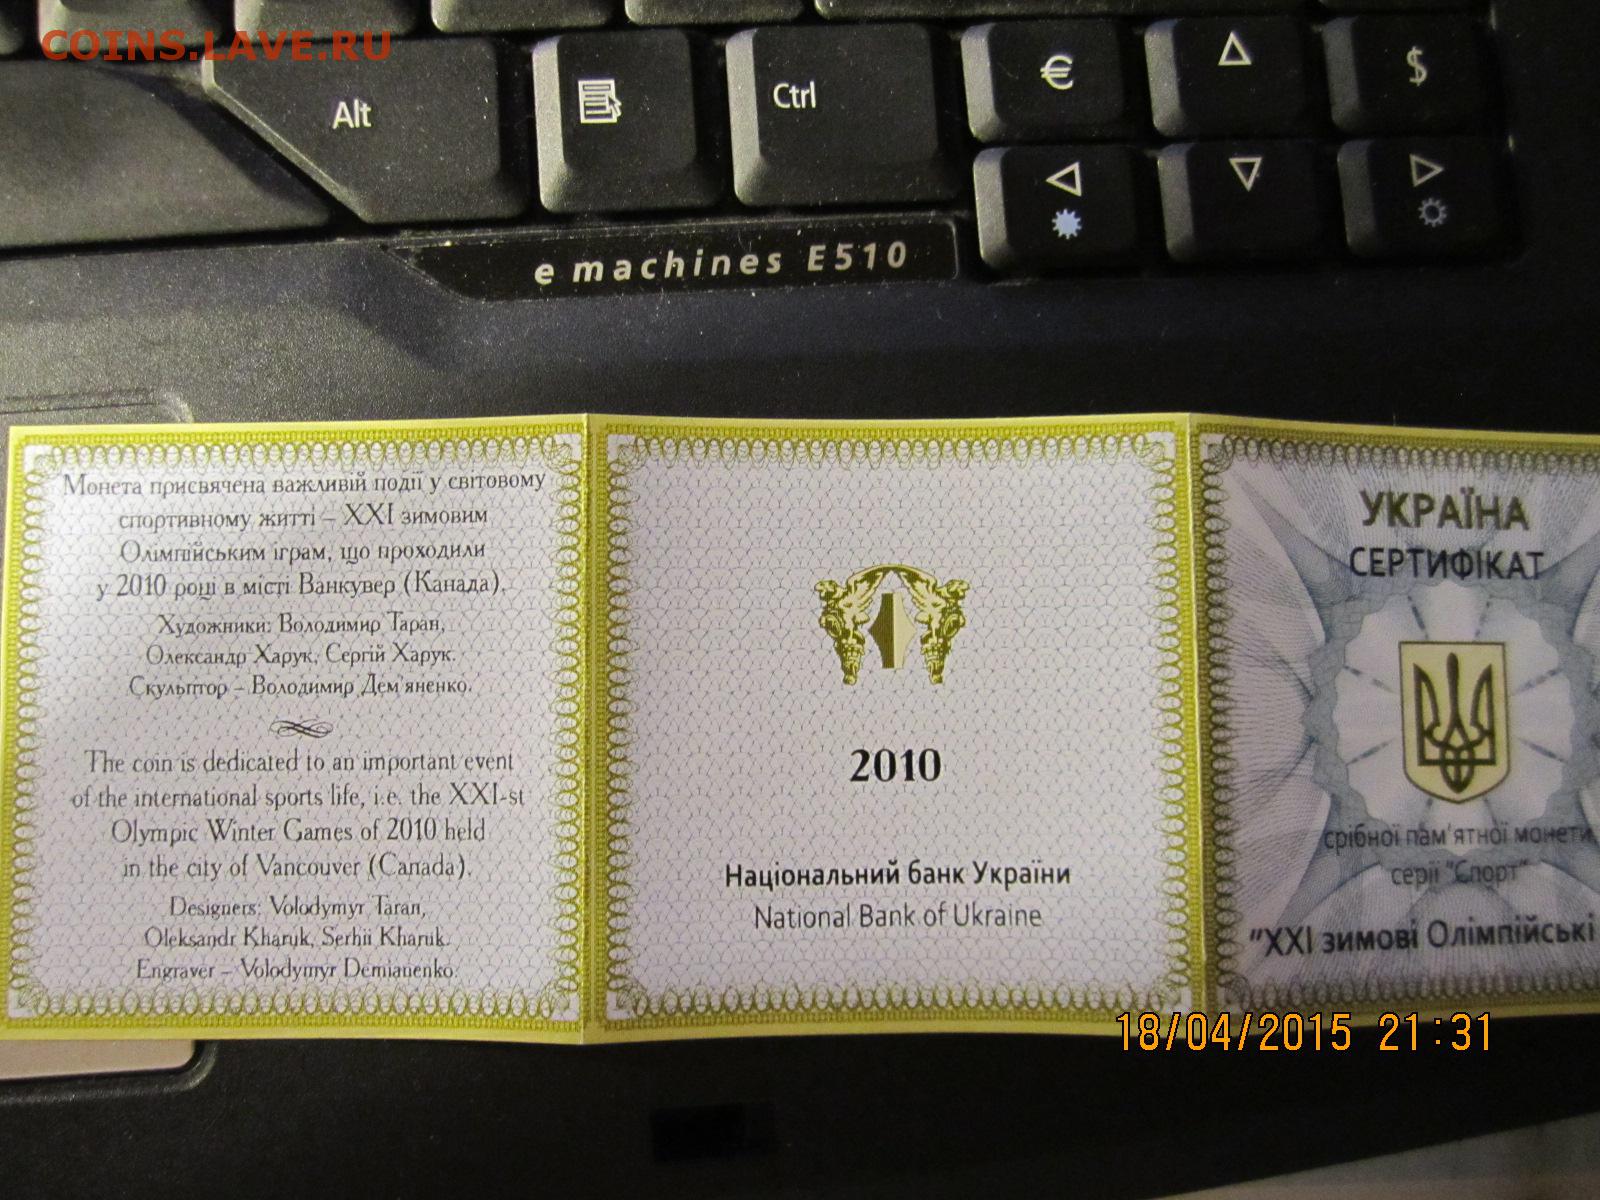 COINS.LAVE.RU
Alt
Ctrl
€
$
e machines E510
Монета присвячена важливій події у світовому
спортивному житті – XXI зимовим
Олімпійським іграм, що проходили
у 2010 році в місті Ванкувер (Канада).
Художники: Володимир Таран,
Олександр Харук, Сергій Харук.
Скульптор – Володимир Дем'яненко.
The coin is dedicated to an important event
of the international sports life, i.e. the XXI-st
Olympic Winter Games of 2010 held
in the city of Vancouver (Canada).
Designers: Volodymyr Taran,
Oleksandr Kharuk, Serhii Kharuk.
Engraver – Volodymyr Demianenko.
2010
Національний банк України
National Bank of Ukraine
УКРАЇНА
СЕРТИФІКАТ
срібної пам'ятної монети
серії "Спорт"
"XXI зимові Олімпійські
18/04/2015 21:31